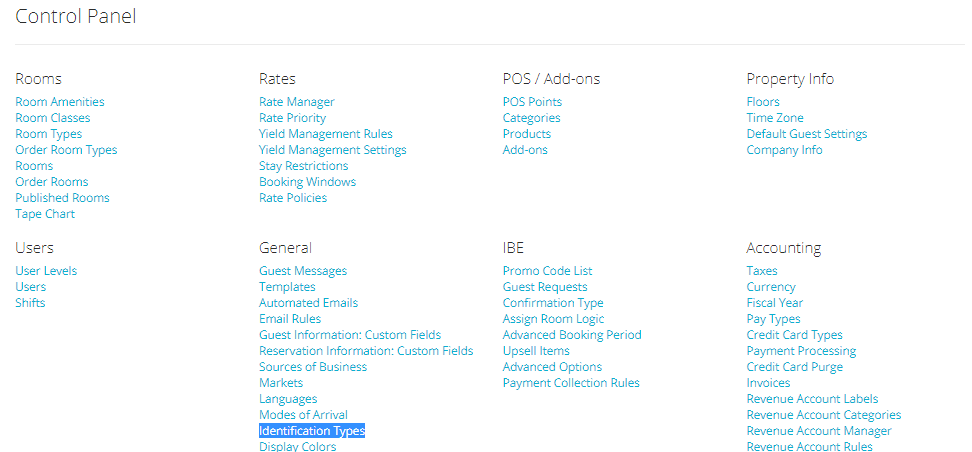 Control Panel
Rooms
Room Amenities
Room Classes
Room Types
Order Room Types
Rooms
Order Rooms
Published Rooms
Tape Chart
Rates
Rate Manager
Rate Priority
Yield Management Rules
Yield Management Settings
Stay Restrictions
Booking Windows
Rate Policies
POS / Add-ons
POS Points
Categories
Products
Add-ons
Property Info
Floors
Time Zone
Default Guest Settings
Company Info
Users
User Levels
Users
Shifts
General
Guest Messages
Templates
Automated Emails
Email Rules
Guest Information: Custom Fields
Reservation Information: Custom Fields
Sources of Business
Markets
Languages
Modes of Arrival
Identification Types
Display Colors
IBE
Promo Code List
Guest Requests
Confirmation Type
Assign Room Logic
Advanced Booking Period
Upsell Items
Advanced Options
Payment Collection Rules
Accounting
Taxes
Currency
Fiscal Year
Pay Types
Credit Card Types
Payment Processing
Credit Card Purge
Invoices
Revenue Account Labels
Revenue Account Categories
Revenue Account Manager
Revenue Account Rules